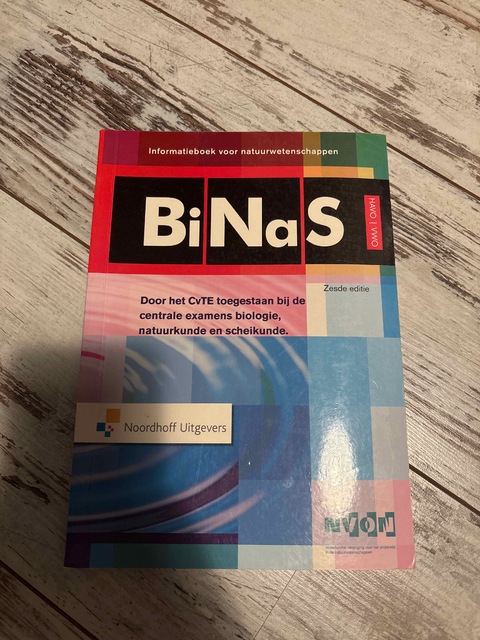 Informatieboek voor natuurwetenschappen
BiNaS
HAVO | VWO
Zesde editie
Door het CvTE toegestaan bij de
centrale examens biologie,
natuurkunde en scheikunde.
Noordhoff Uitgevers
NVON